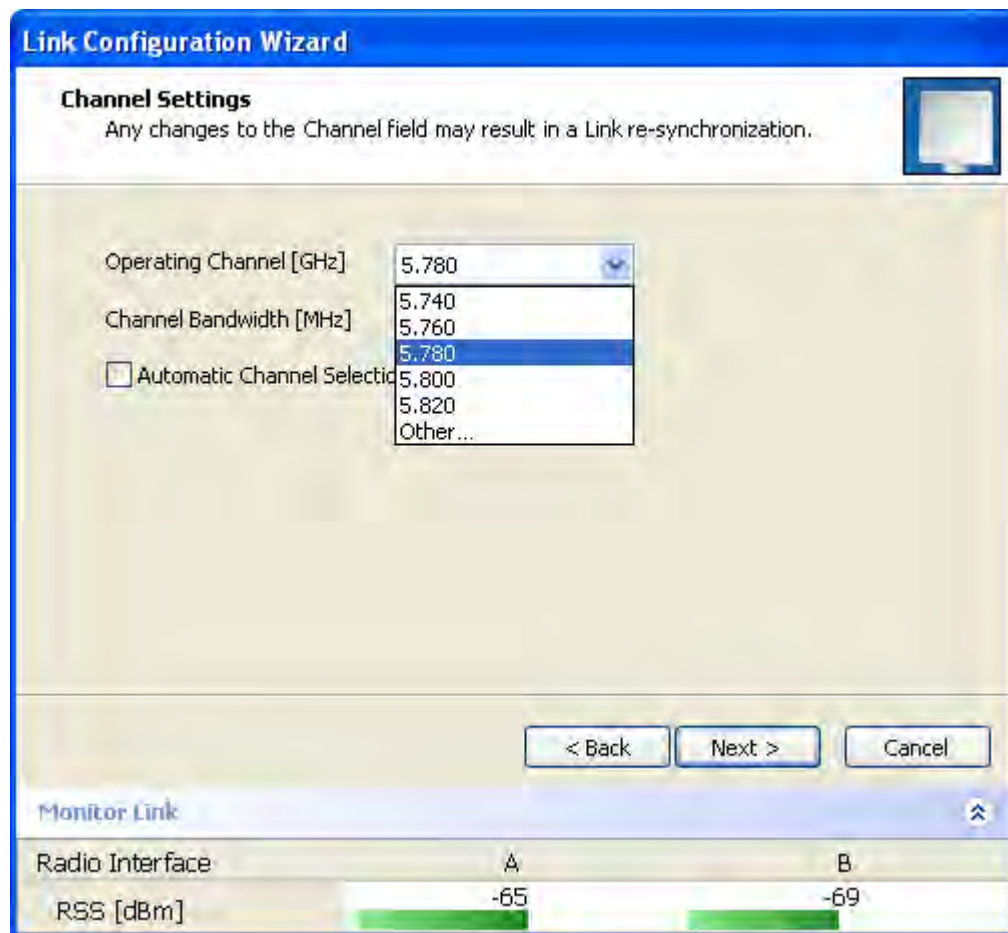 Link Configuration Wizard
Channel Settings
Any changes to the Channel field may result in a Link re-synchronization.
Operating Channel [GHz] 5.780
5.740
Channel Bandwidth [MHz] 5.760
5.780
Automatic Channel Selectio 5.800
5.820
Other...
< Back Next > Cancel
Monitor Link
Radio Interface A B
RSS [dBm] -65 -69